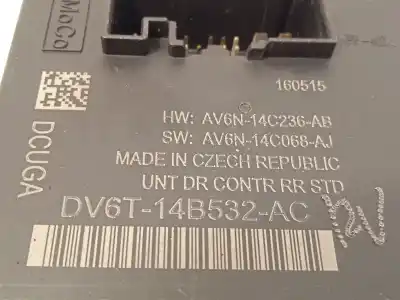 MoCo
160515
HW: AV6N-14C236-AB
SW: AV6N-14C068-AJ
MADE IN CZECH REPUBLIC
UNT DR CONTR RR STD
DV6T-14B532-AC
DCUGA